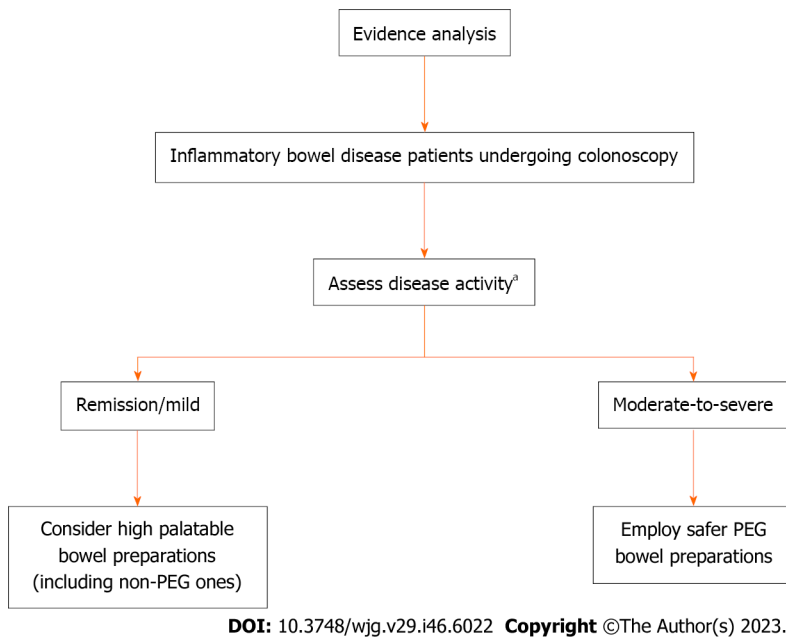 Evidence analysis
Inflammatory bowel disease patients undergoing colonoscopy
Assess disease activityᵃ
Remission/mild
Moderate-to-severe
Consider high palatable
bowel preparations
(including non-PEG ones)
Employ safer PEG
bowel preparations
DOI: 10.3748/wjg.v29.i46.6022 Copyright ©The Author(s) 2023.